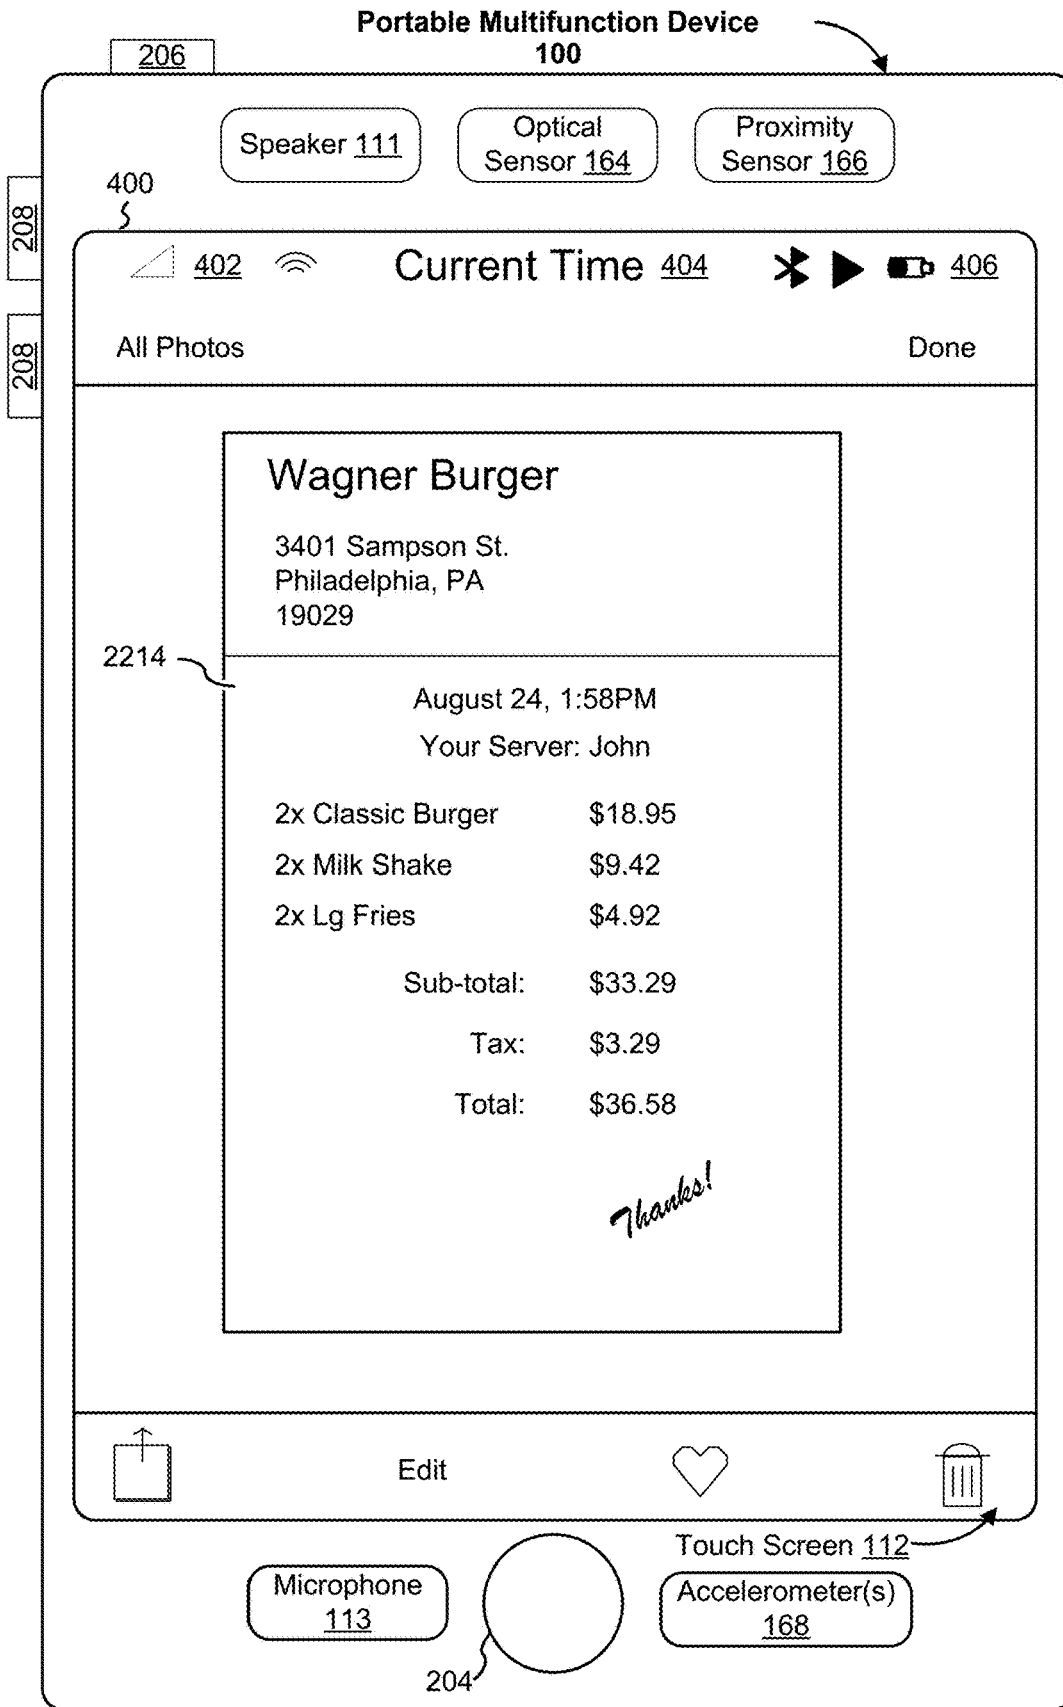 Portable Multifunction Device
100
206
Speaker 111
Optical
Sensor 164
Proximity
Sensor 166
208
400
402
Current Time 404
406
208
All Photos
Done
Wagner Burger
3401 Sampson St.
Philadelphia, PA
19029
2214
August 24, 1:58PM
Your Server: John
2x Classic Burger $18.95
2x Milk Shake $9.42
2x Lg Fries $4.92
Sub-total: $33.29
Tax: $3.29
Total: $36.58
Thanks!
Edit
Touch Screen 112
Microphone
113
Accelerometer(s)
168
204